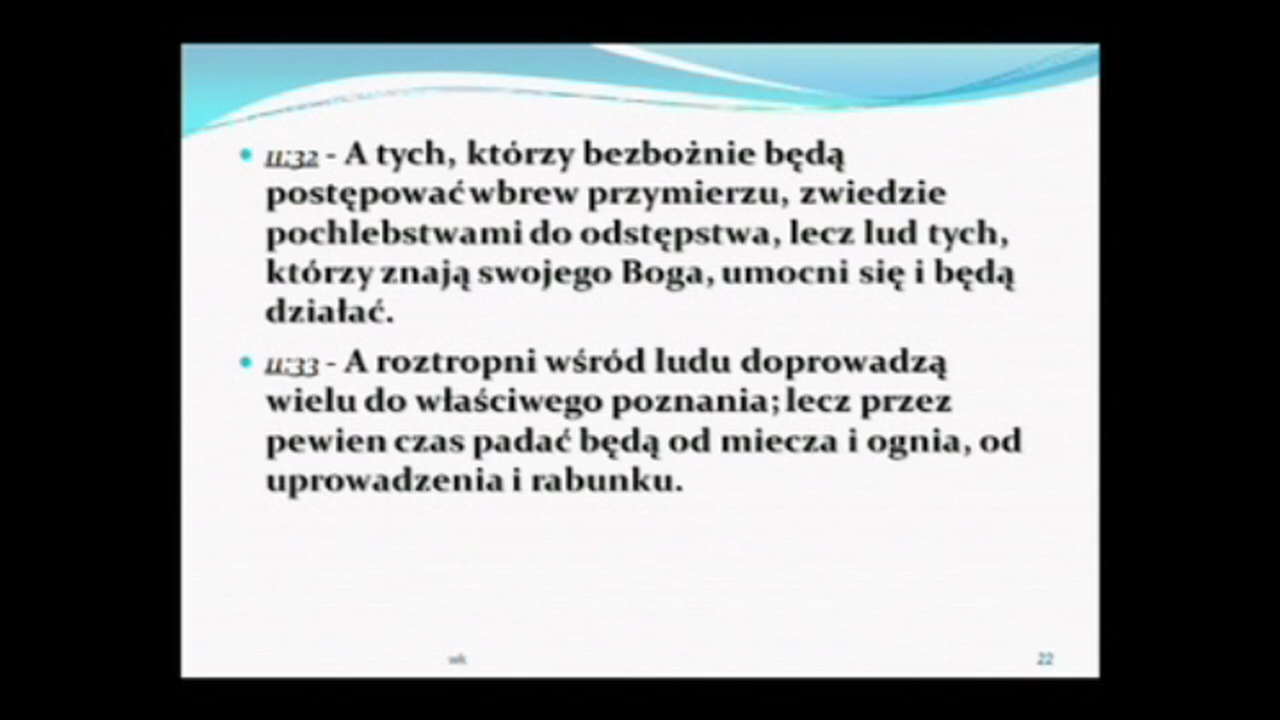 11:32 - A tych, którzy bezbożnie będą
postępować wbrew przymierzu, zwiedzie
pochlebstwami do odstępstwa, lecz lud tych,
którzy znają swojego Boga, umocni się i będą
działać.
11:33 - A roztropni wśród ludu doprowadzą
wielu do właściwego poznania; lecz przez
pewien czas padać będą od miecza i ognia, od
uprowadzenia i rabunku.
wk
22